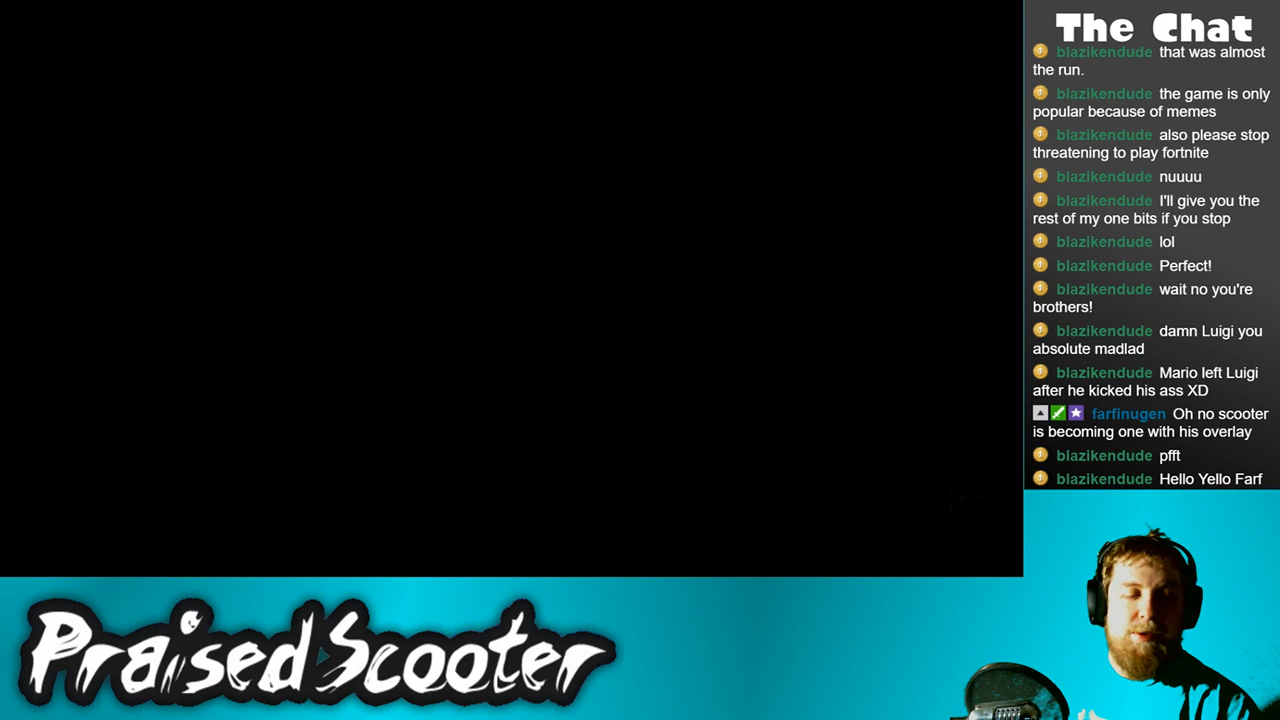 The Chat
blazikendude that was almost
the run.
blazikendude the game is only
popular because of memes
blazikendude also please stop
threatening to play fortnite
blazikendude nuuuu
blazikendude I'll give you the
rest of my one bits if you stop
blazikendude lol
blazikendude Perfect!
blazikendude wait no you're
brothers!
blazikendude damn Luigi you
absolute madlad
blazikendude Mario left Luigi
after he kicked his ass XD
farfinugen Oh no scooter
is becoming one with his overlay
blazikendude pfft
blazikendude Hello Yello Farf
PraisedScooter